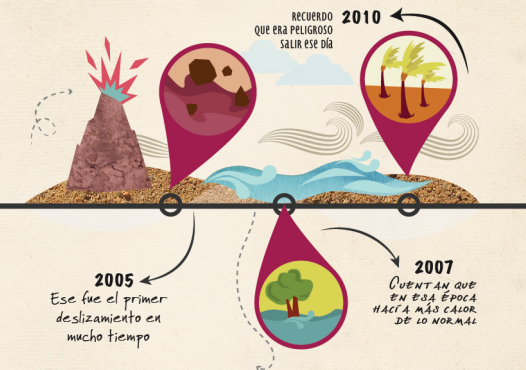 RECUERDO
QUE ERA PELIGROSO
SALIR ESE DÍA
2010
2005
Ese fue el primer
deslizamiento en
mucho tiempo
2007
CUENTAN QUE
EN ESA ÉPOCA
HACÍA MÁS CALOR
DE LO NORMAL